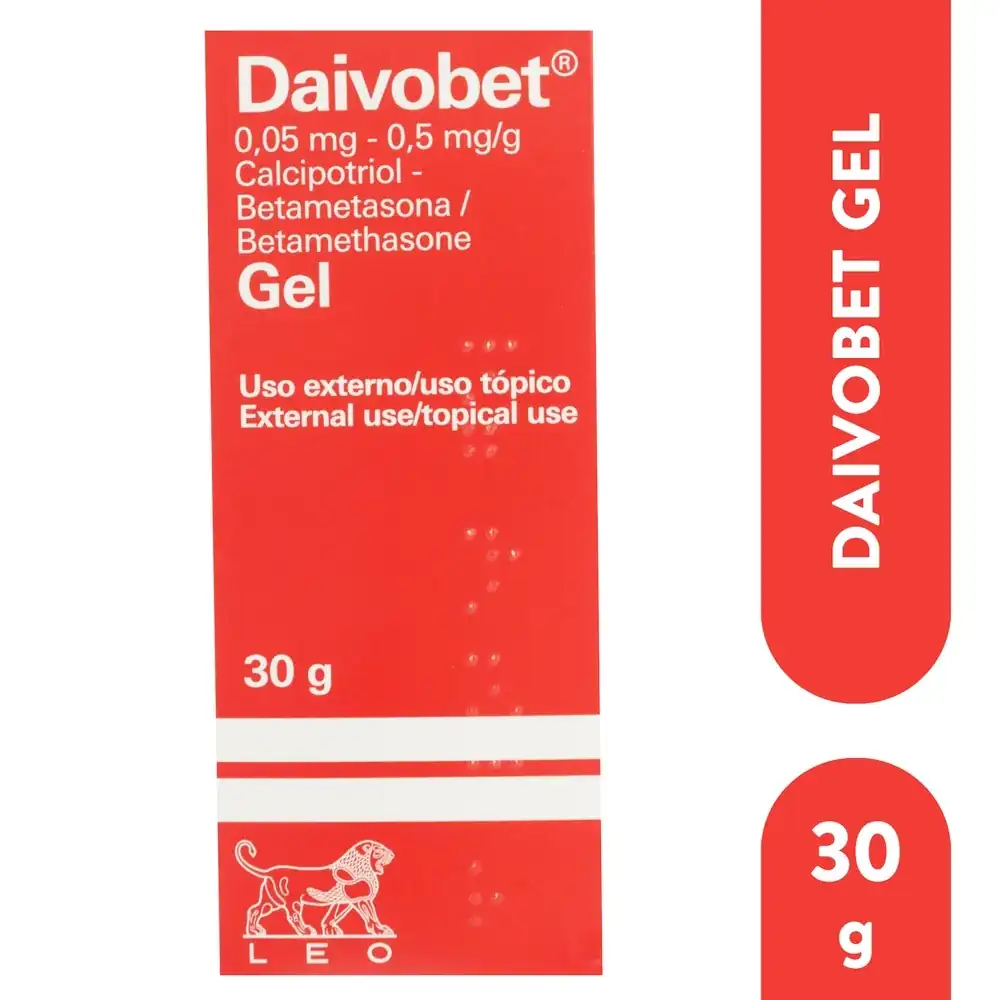 Daivobet®
0,05 mg - 0,5 mg/g
Calcipotriol -
Betametasona /
Betamethasone
Gel
Uso externo/uso tópico
External use/topical use
30 g
LEO
DAIVOBET GEL
30
g